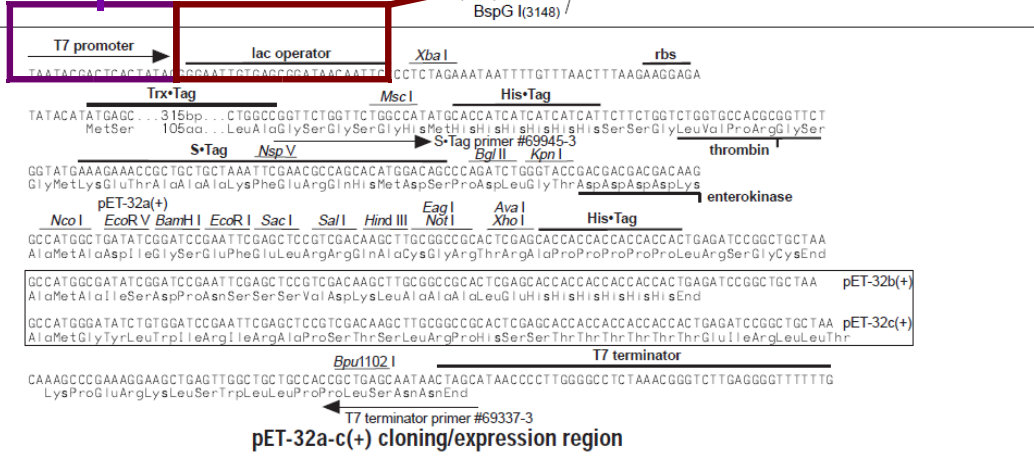 BspG I(3148)
T7 promoter lac operator Xba I rbs
TAATACGACTCACTATAGGGGAATTGTGAGCGGATAACAATTCCCCTCTAGAAATAATTTTGTTTAACTTTAAGAAGGAGA
Trx•Tag Msc I His•Tag
TATACATATGAGC...315bp...CTGGCCGGTTCTGGTTCTGGCCATATGCACCATCATCATCATCATTCTTCTGGTCTGGTGCCACGCGGTTCT
MetSer 105aa...LeuAlaGlySerGlySerGlyHisMetHisHisHisHisHisHisSerSerGlyLeuValProArgGlySer
S•Tag primer #69945-3
S•Tag Nsp V Bgl II Kpn I thrombin
GGTATGAAAGAAACCGCTGCTGCTAAATTCGAACGCCAGCACATGGACAGCCCAGATCTGGGTACCGACGACGACGACAAG
GlyMetLysGluThrAlaAlaAlaLysPheGluArgGlnHisMetAspSerProAspLeuGlyThrAspAspAspAspLys
enterokinase
pET-32a(+)
Nco I EcoR V BamH I EcoR I Sac I Sal I Hind III Eag I Not I Ava I Xho I His•Tag
GCCATGGCTGATATCGGATCCGAATTCGAGCTCCGTCGACAAGCTTGCGGCCGCACTCGAGCACCACCACCACCACCACTGAGATCCGGCTGCTAA
AlaMetAlaAspIleGlySerGluPheGluLeuArgArgGlnAlaCysGlyArgThrArgAlaProProProProProProLeuArgSerGlyCysEnd
GCCATGGCGATATCGGATCCGAATTCGAGCTCCGTCGACAAGCTTGCGGCCGCACTCGAGCACCACCACCACCACCACTGAGATCCGGCTGCTAA pET-32b(+)
AlaMetAlaIleSerAspProAsnSerSerSerValAspLysLeuAlaAlaAlaLeuGluHisHisHisHisHisHisEnd
GCCATGGGATATCTGTGGATCCGAATTCGAGCTCCGTCGACAAGCTTGCGGCCGCACTCGAGCACCACCACCACCACCACTGAGATCCGGCTGCTAA pET-32c(+)
AlaMetGlyTyrLeuTrpIleArgIleArgAlaProSerThrSerLeuArgProHisSerSerThrThrThrThrThrThrGluIleArgLeuLeuThr
Bpu1102 I T7 terminator
CAAAGCCCGAAAGGAAGCTGAGTTGGCTGCTGCCACCGCTGAGCAATAACTAGCATAACCCCTTGGGGCCTCTAAACGGGTCTTGAGGGGTTTTTTG
LysProGluArgLysLeuSerTrpLeuLeuProProLeuSerAsnAsnEnd
T7 terminator primer #69337-3
pET-32a-c(+) cloning/expression region